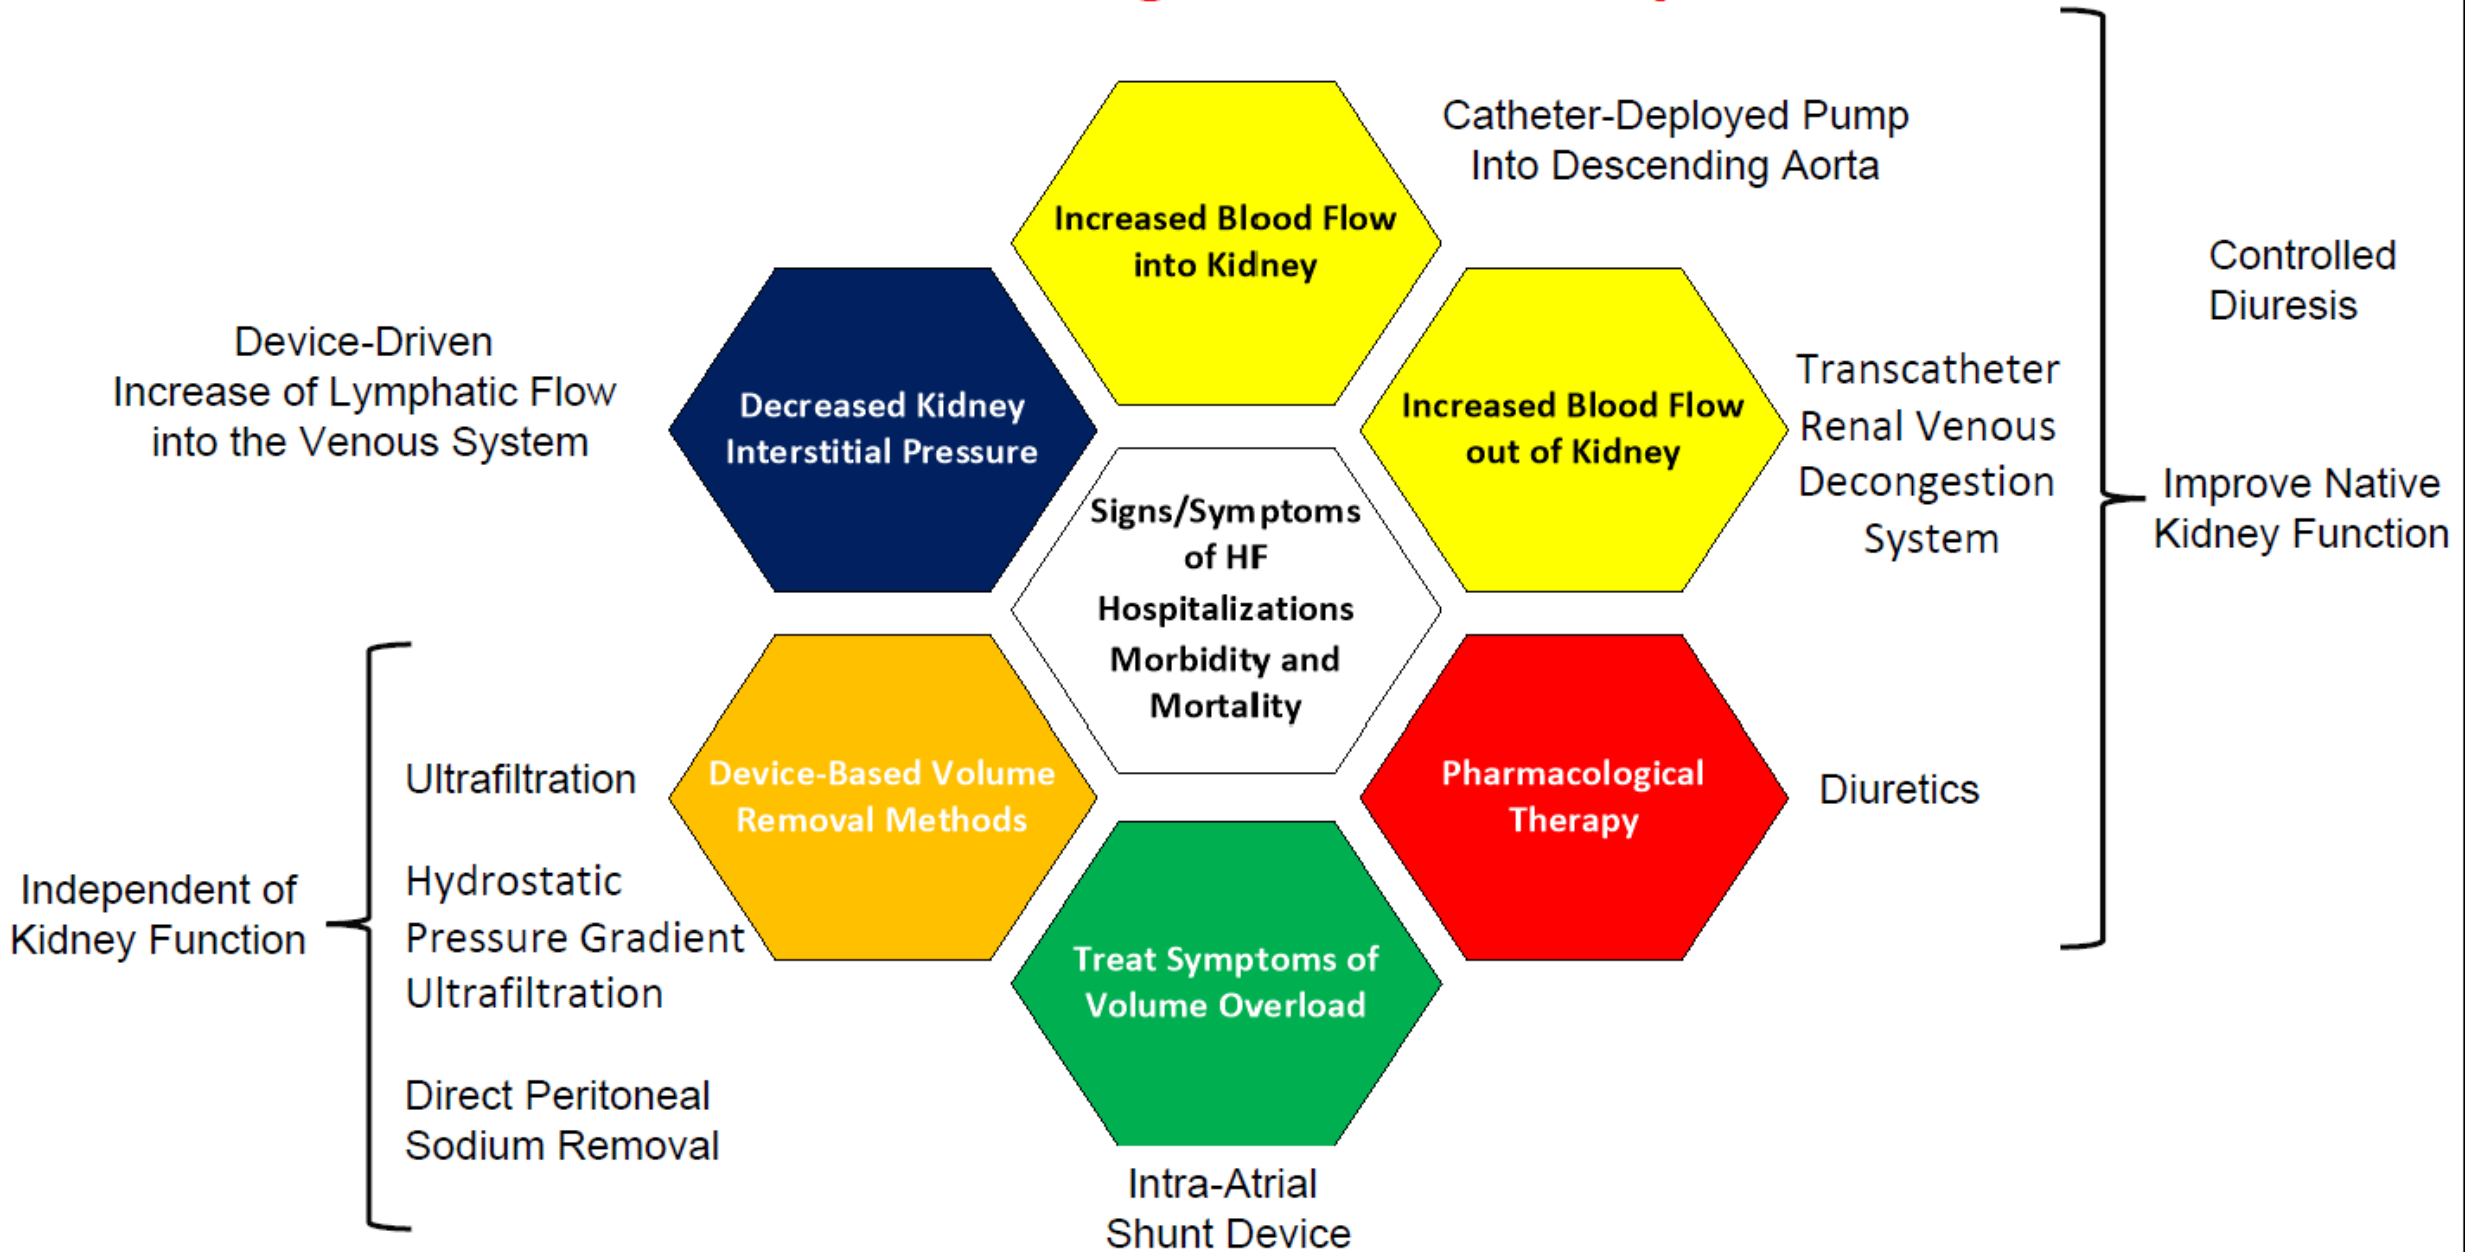 Catheter-Deployed Pump
Into Descending Aorta
Increased Blood Flow
into Kidney
Controlled
Diuresis
Device-Driven
Increase of Lymphatic Flow
into the Venous System
Decreased Kidney
Interstitial Pressure
Increased Blood Flow
out of Kidney
Transcatheter
Renal Venous
Decongestion
System
Improve Native
Kidney Function
Signs/Symptoms
of HF
Hospitalizations
Morbidity and
Mortality
Device-Based Volume
Removal Methods
Pharmacological
Therapy
Diuretics
Independent of
Kidney Function
Ultrafiltration
Hydrostatic
Pressure Gradient
Ultrafiltration
Direct Peritoneal
Sodium Removal
Treat Symptoms of
Volume Overload
Intra-Atrial
Shunt Device